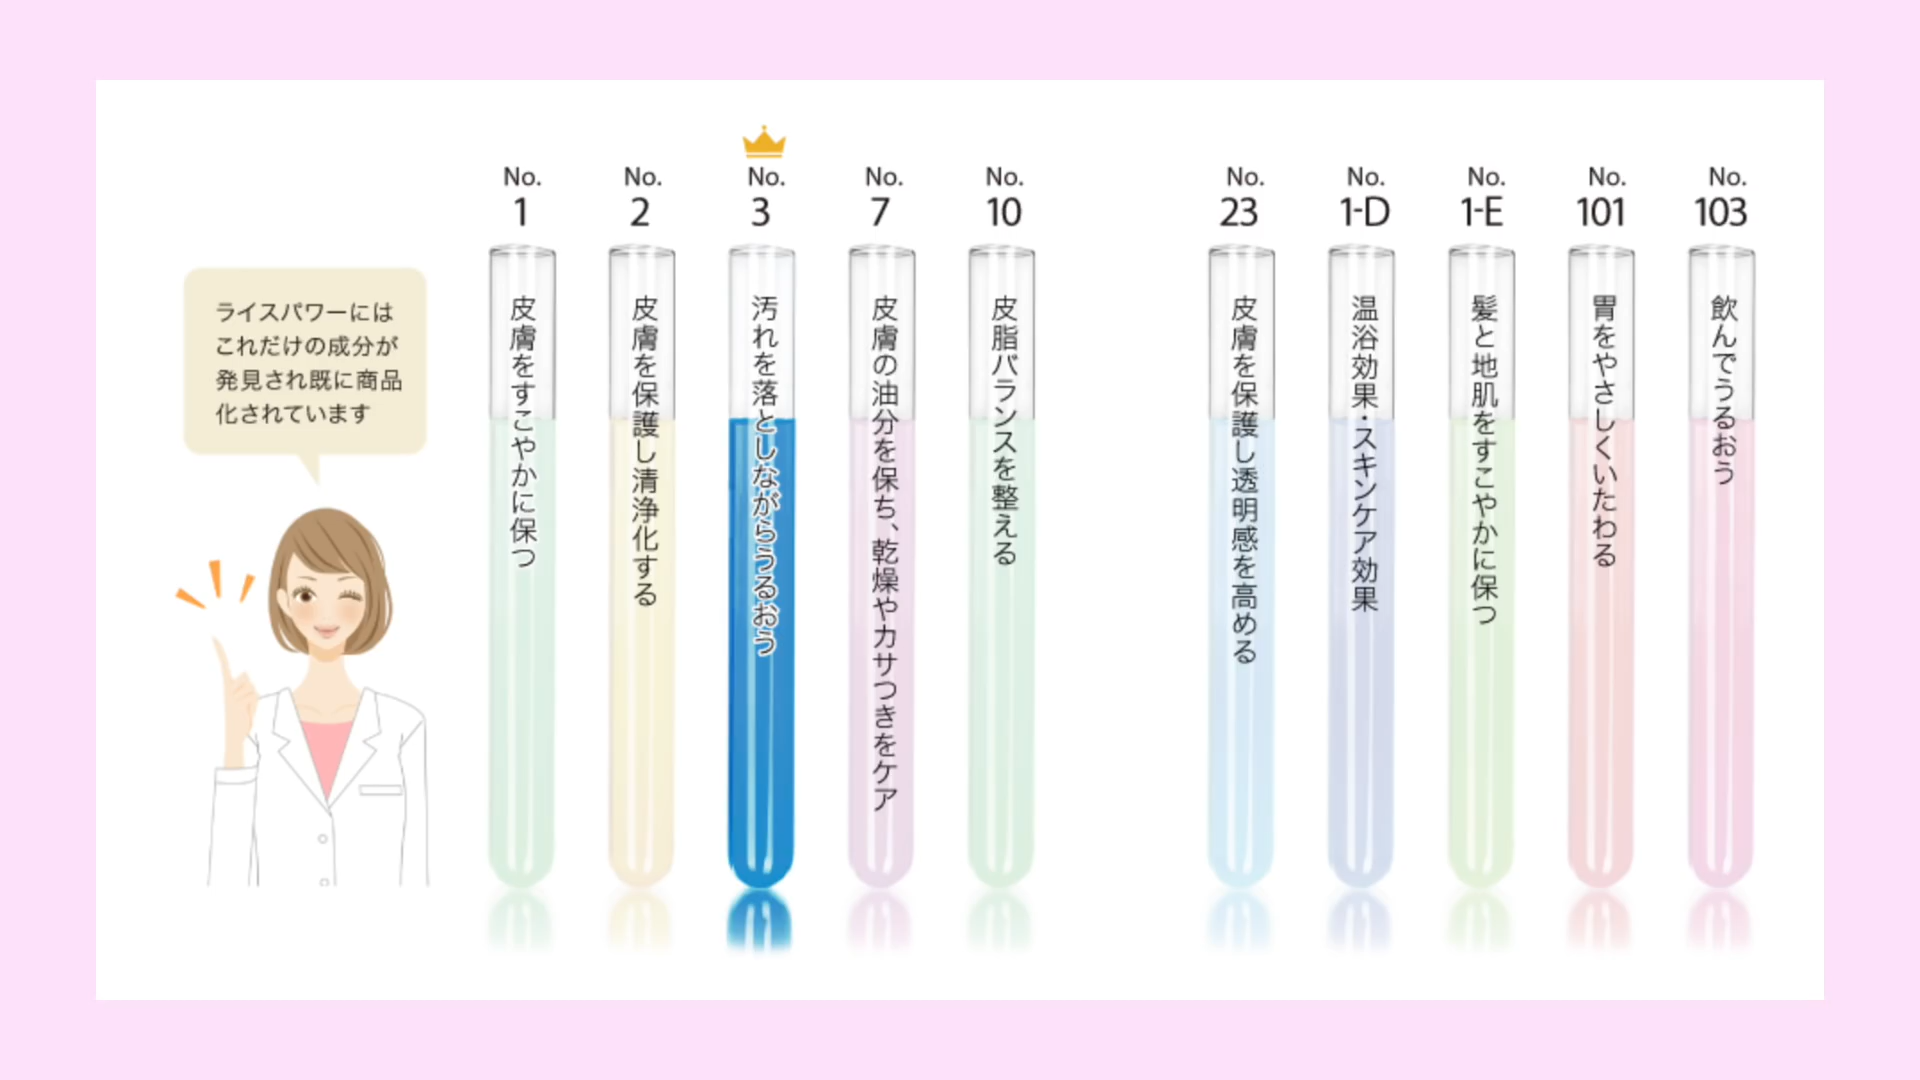 ライスパワーには
これだけの成分が
発見され既に商品
化されています
No.
1
皮膚をすこやかに保つ
No.
2
皮膚を保護し清浄化する
No.
3
汚れを落としながらうるおう
No.
7
皮膚の油分を保ち、乾燥やカサつきをケア
No.
10
皮脂バランスを整える
No.
23
皮膚を保護し透明感を高める
No.
1-D
温浴効果・スキンケア効果
No.
1-E
髪と地肌をすこやかに保つ
No.
101
胃をやさしくいたわる
No.
103
飲んでうるおう